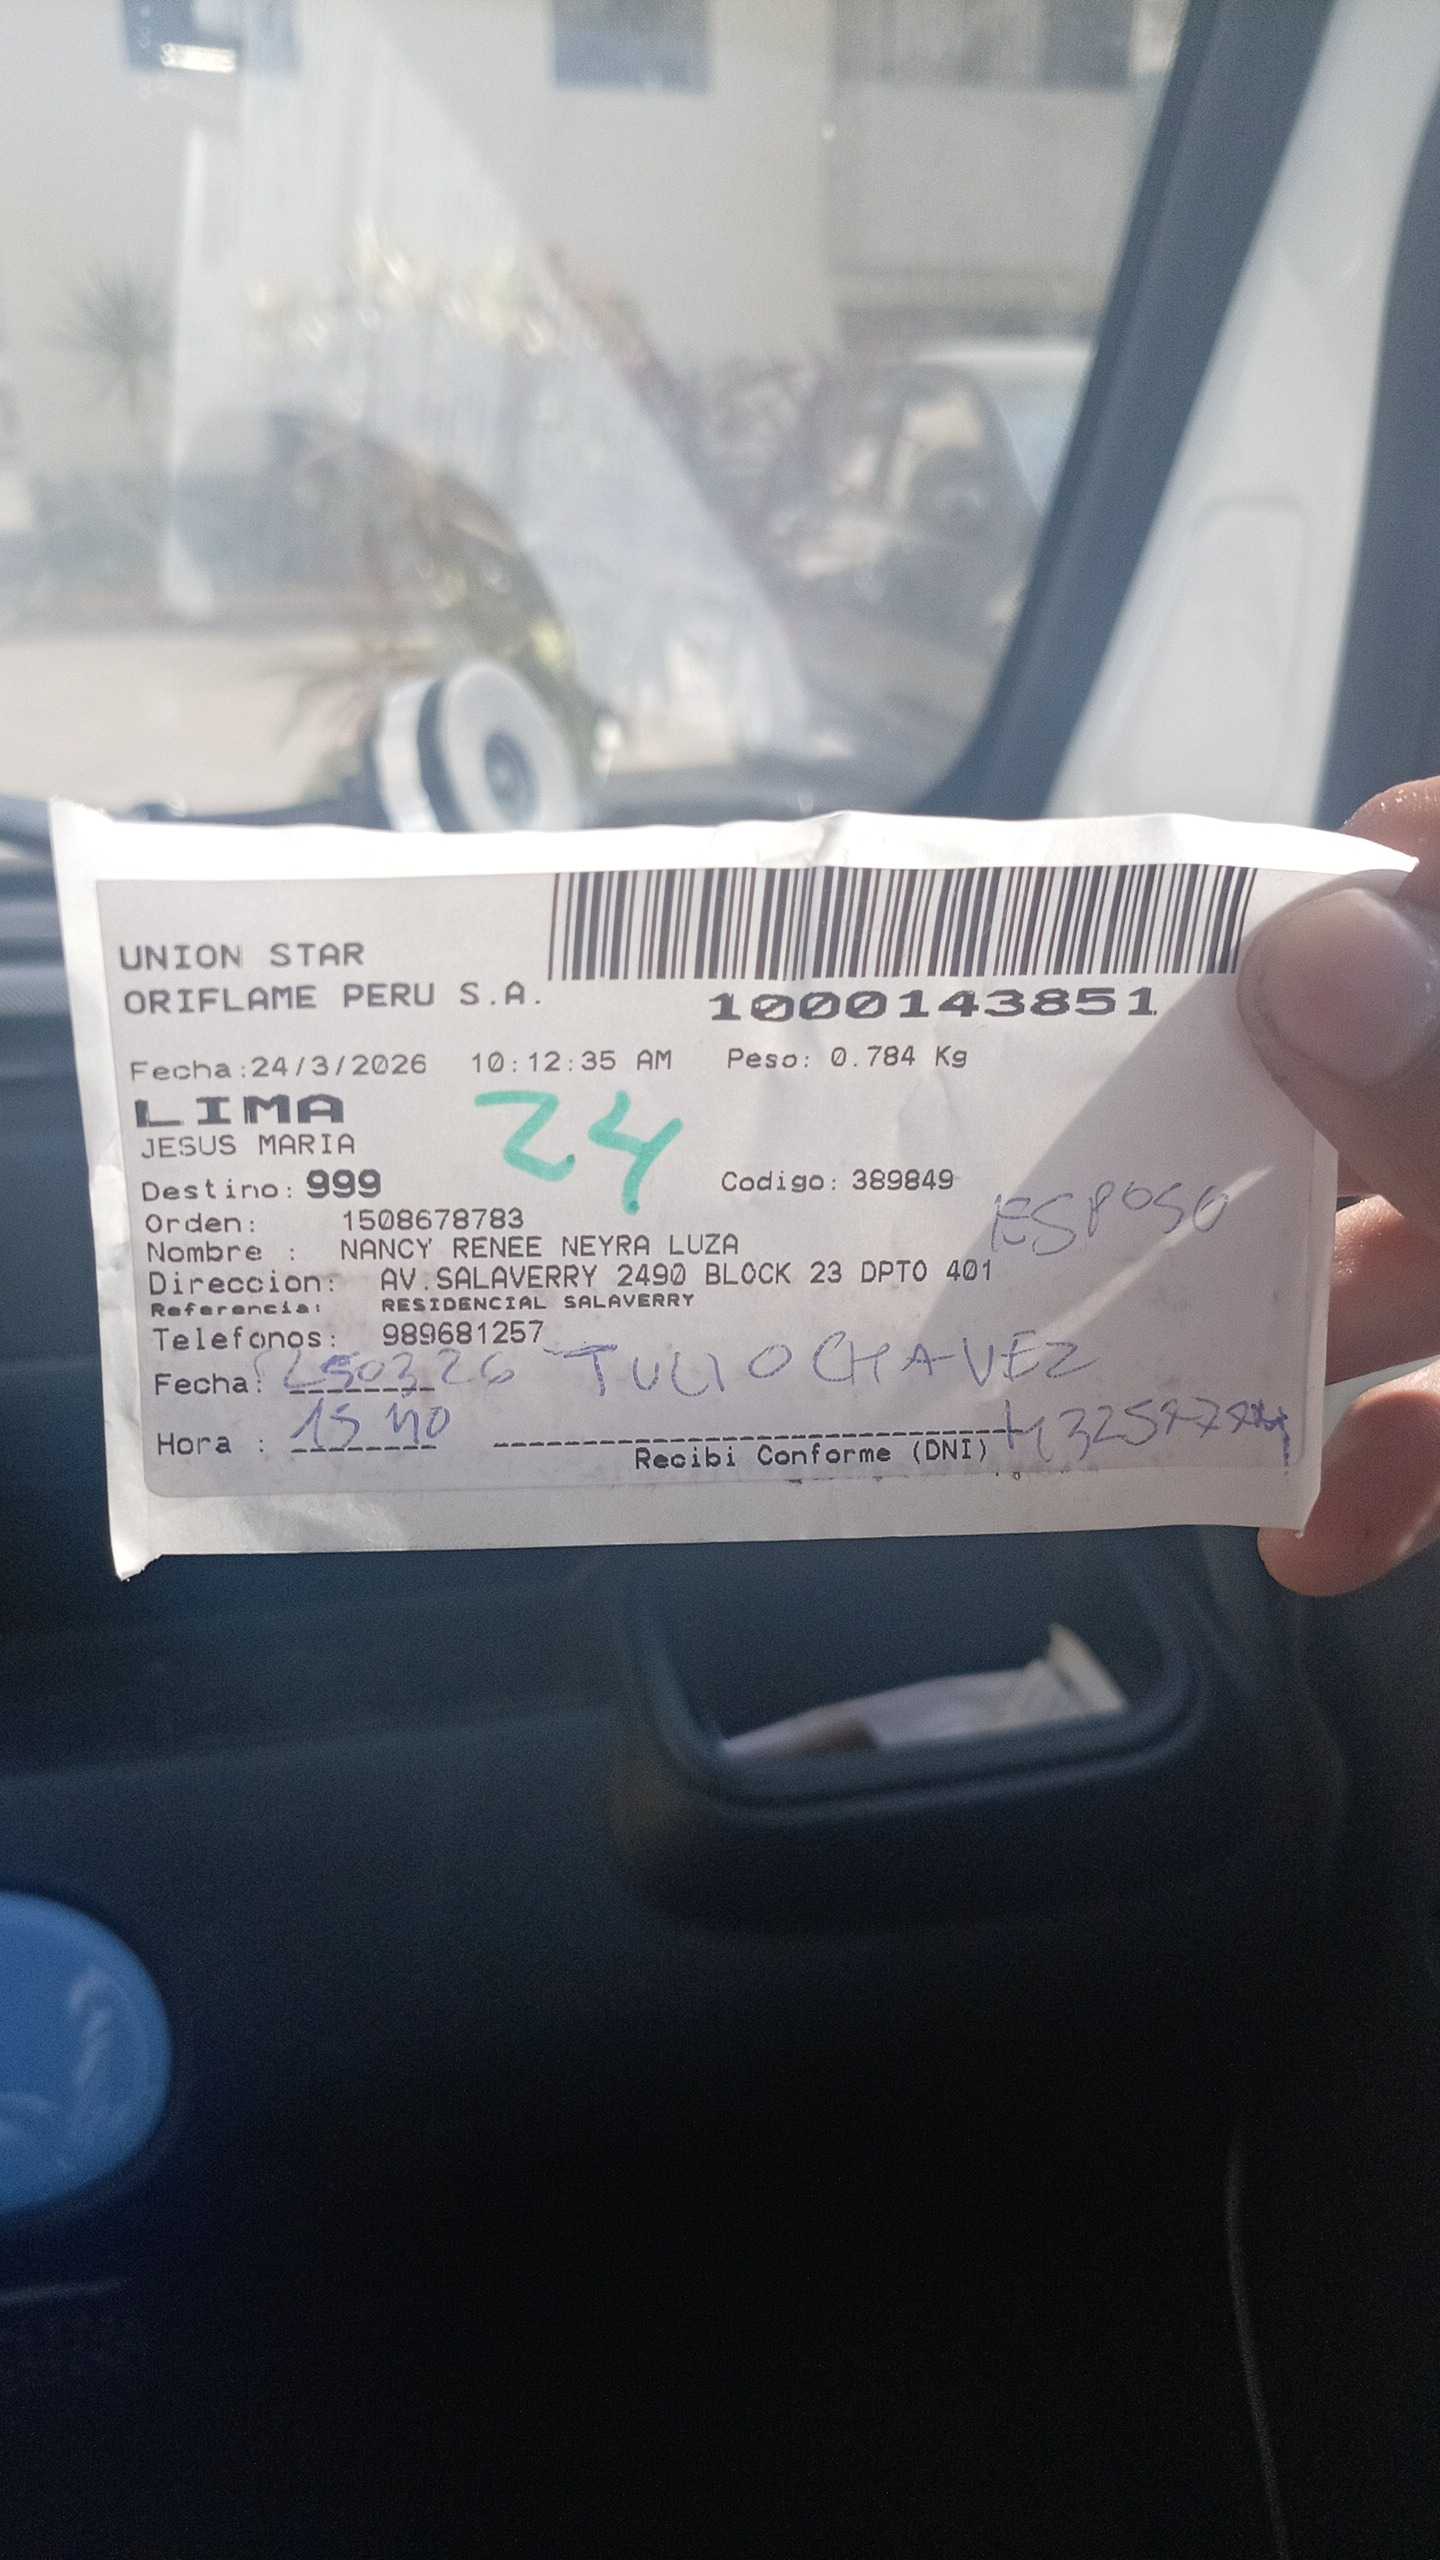 UNION STAR
ORIFLAME PERU S.A.
1000143851
Fecha:24/3/2026 10:12:35 AM Peso: 0.784 Kg
LIMA
24
JESUS MARIA
Destino: 999 Codigo: 389849
ESPOSO
Orden: 1508678783
Nombre : NANCY RENEE NEYRA LUZA
Direccion: AV.SALAVERRY 2490 BLOCK 23 DPTO 401
Referencia: RESIDENCIAL SALAVERRY
Telefonos: 989681257
Fecha: 250326 TULIO CHAVEZ
Hora : 15 40
Recibi Conforme (DNI)